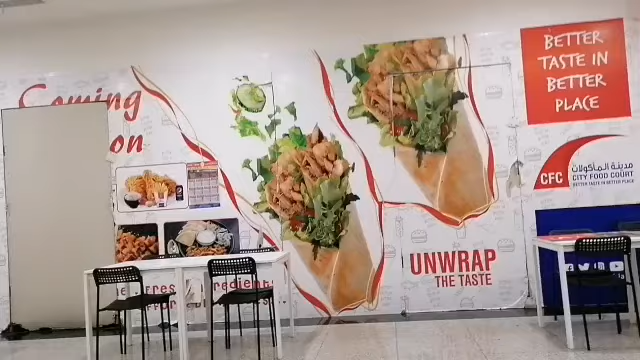 Coming
on
BETTER
TASTE IN
BETTER
PLACE
مدينة المأكولات
CFC CITY FOOD COURT
BETTER TASTE IN BETTER PLACE
UNWRAP
THE TASTE